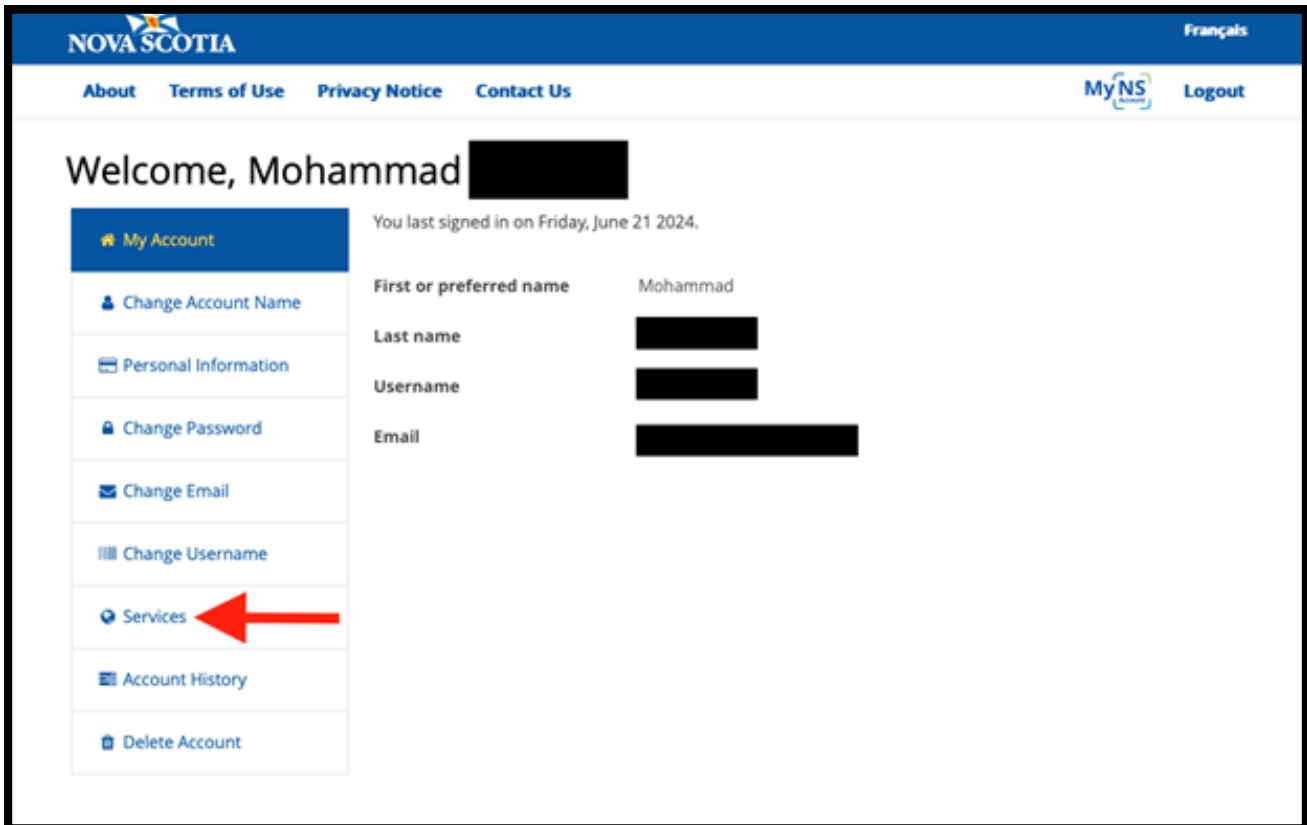 NOVA SCOTIA
Français
About Terms of Use Privacy Notice Contact Us MyNS Account Logout
Welcome, Mohammad
My Account
Change Account Name
Personal Information
Change Password
Change Email
Change Username
Services
Account History
Delete Account
You last signed in on Friday, June 21 2024.
First or preferred name Mohammad
Last name
Username
Email